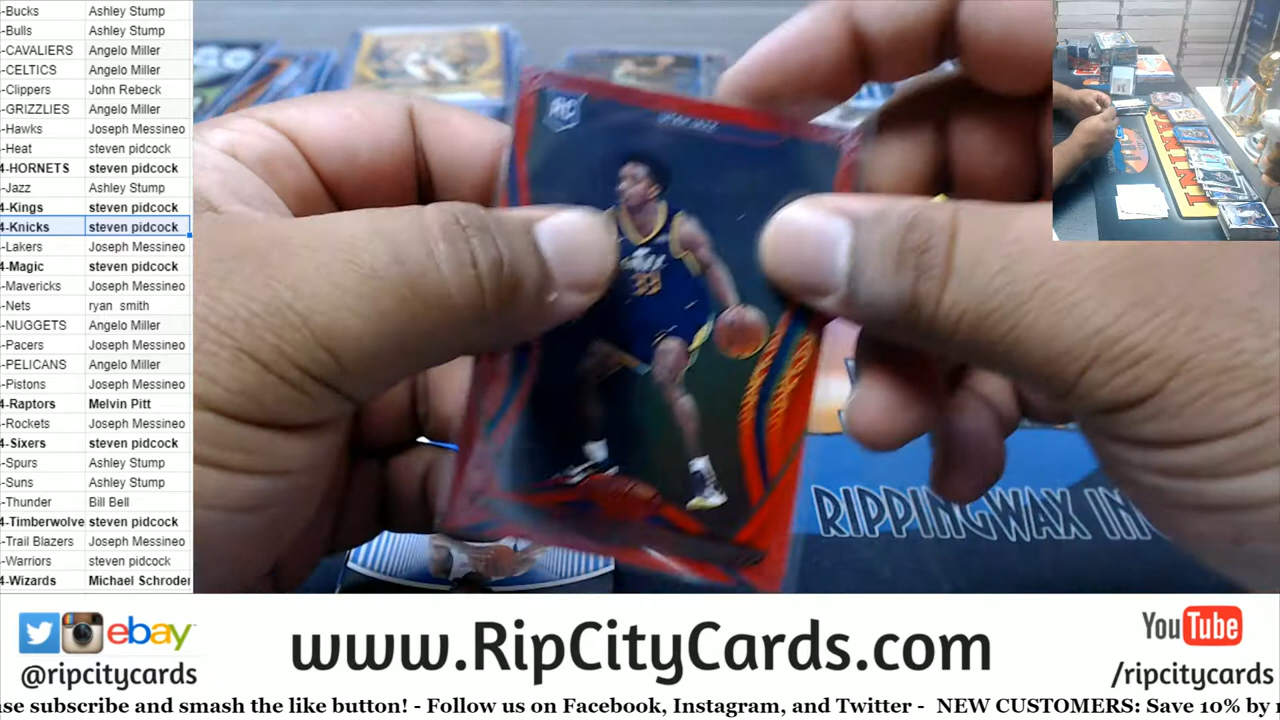 -Bucks Ashley Stump
-Bulls Ashley Stump
-CAVALIERS Angelo Miller
-CELTICS Angelo Miller
-Clippers John Rebeck
-GRIZZLIES Angelo Miller
-Hawks Joseph Messineo
-Heat steven pidcock
4-HORNETS steven pidcock
-Jazz Ashley Stump
4-Kings steven pidcock
4-Knicks steven pidcock
-Lakers Joseph Messineo
4-Magic steven pidcock
-Mavericks Joseph Messineo
-Nets ryan smith
-NUGGETS Angelo Miller
-Pacers Joseph Messineo
-PELICANS Angelo Miller
-Pistons Joseph Messineo
-Raptors Melvin Pitt
-Rockets Joseph Messineo
4-Sixers steven pidcock
-Spurs Ashley Stump
-Suns Ashley Stump
-Thunder Bill Bell
4-Timberwolve steven pidcock
-Trail Blazers Joseph Messineo
-Warriors steven pidcock
4-Wizards Michael Schroder
RC
UTAH JAZZ
33
PANINI
RIPPINGWAX IN
ebay
@ripcitycards
www.RipCityCards.com
YouTube
/ripcitycards
se subscribe and smash the like button! - Follow us on Facebook, Instagram, and Twitter - NEW CUSTOMERS: Save 10% by